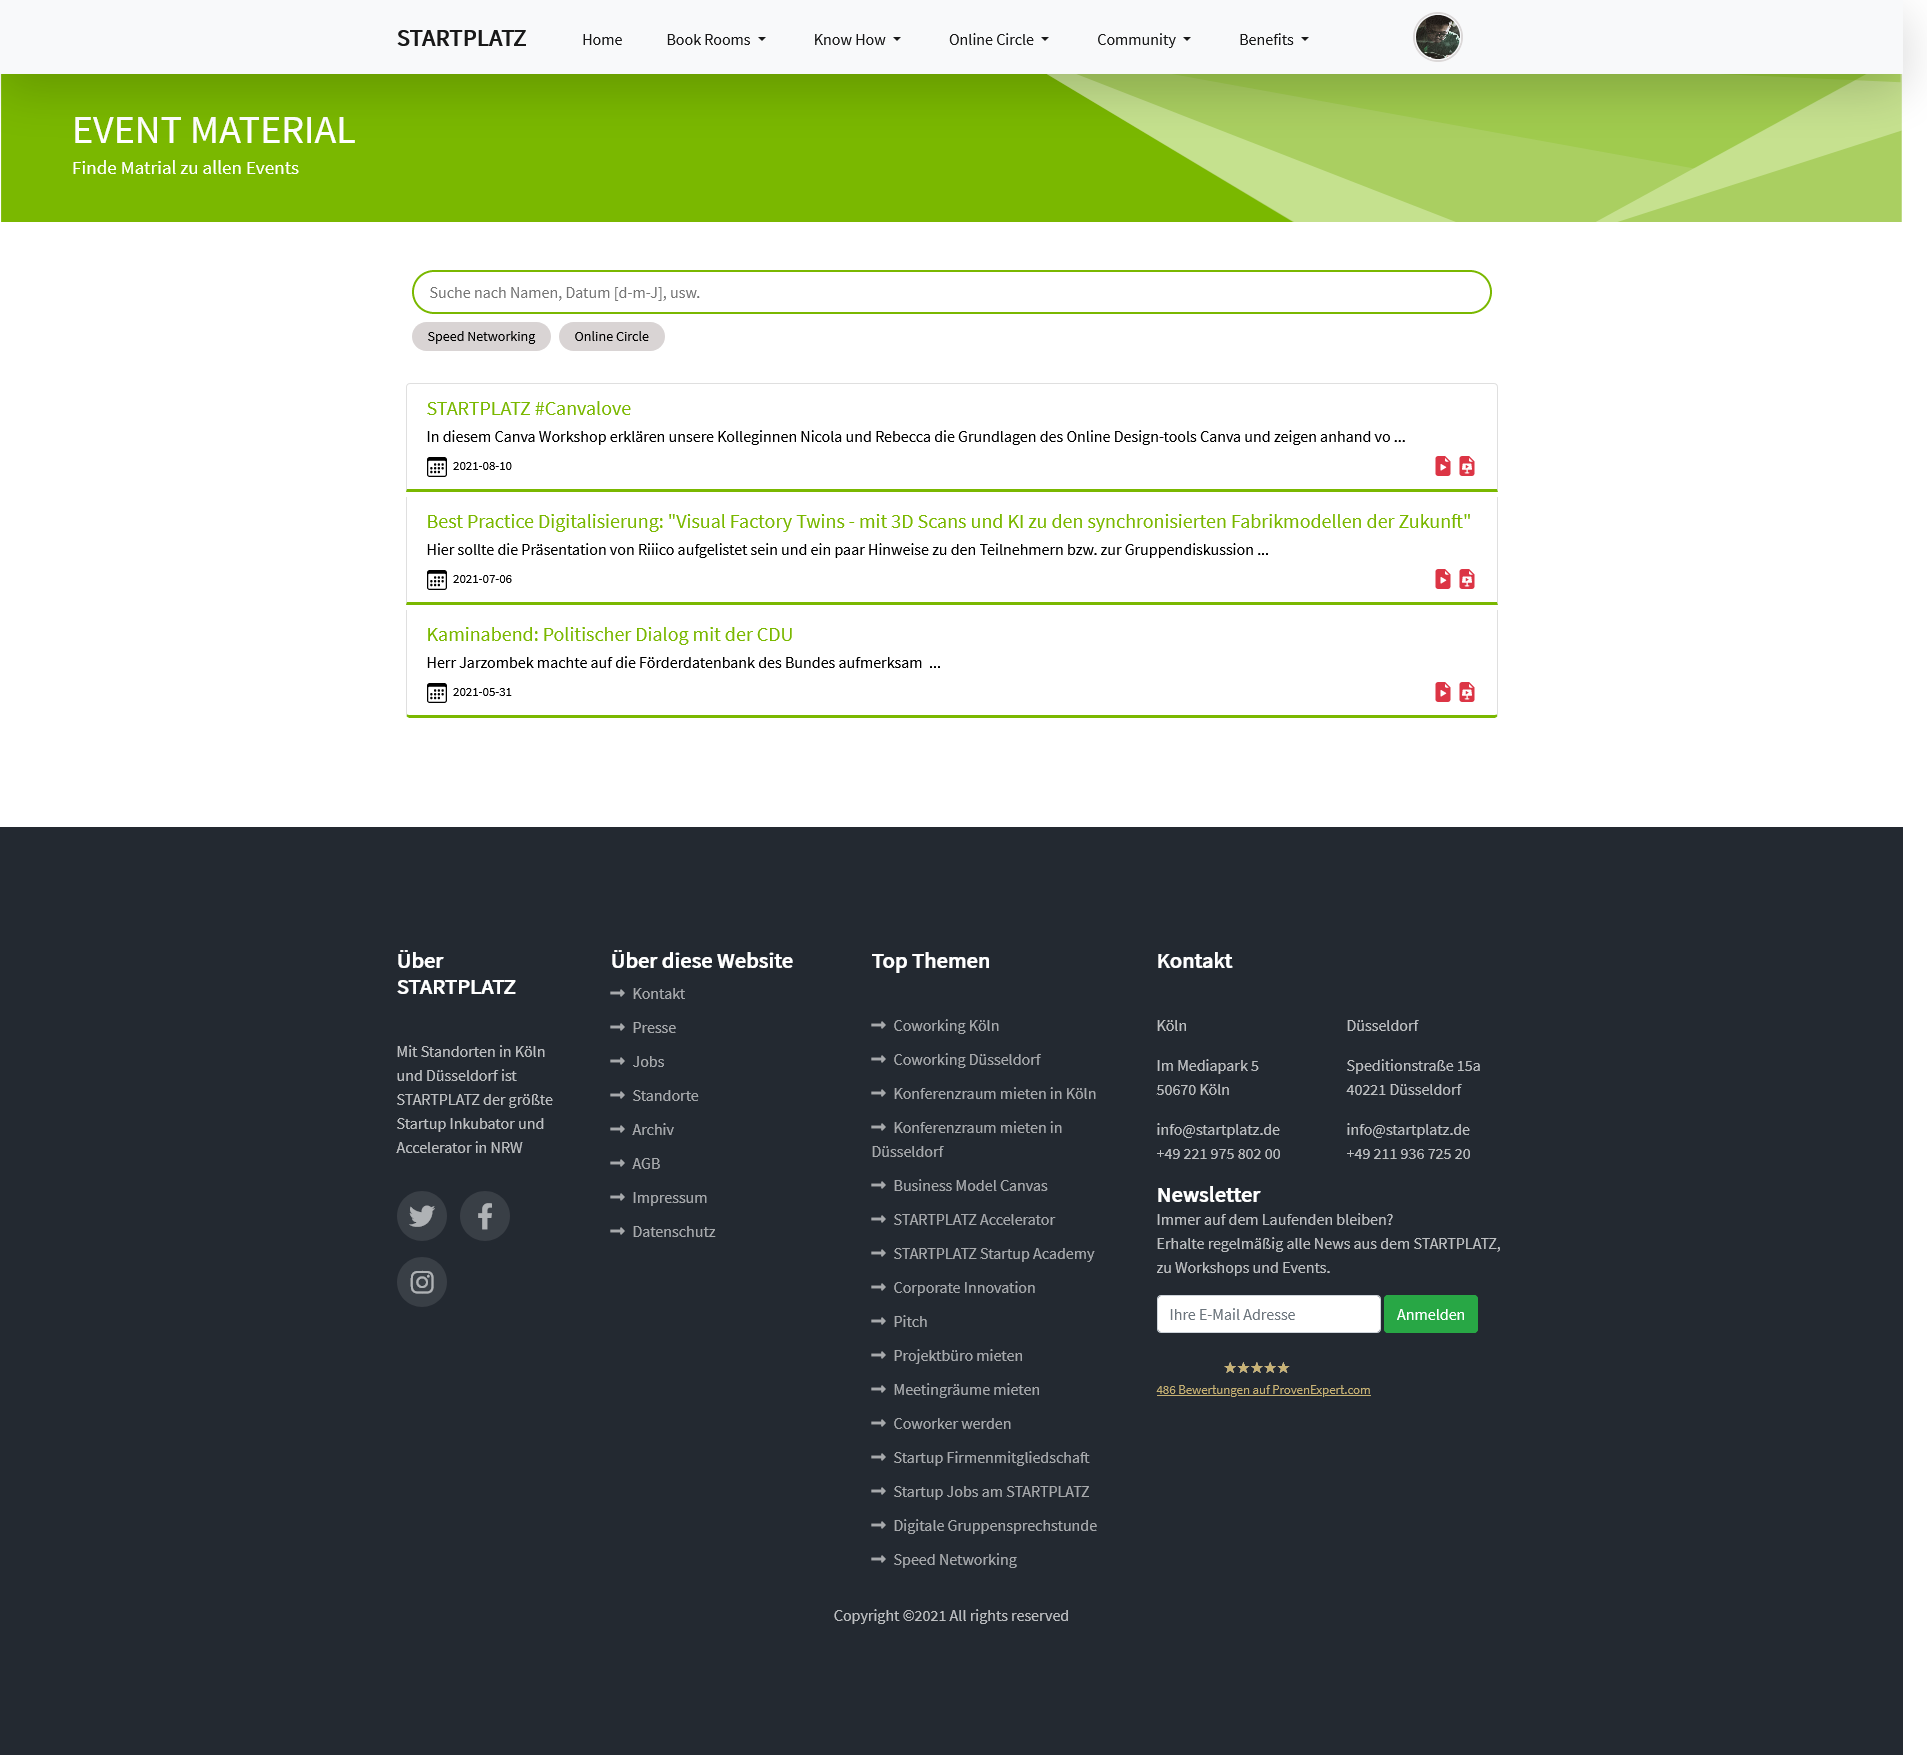 STARTPLATZ
Home
Book Rooms
Know How
Online Circle
Community
Benefits
EVENT MATERIAL
Finde Matrial zu allen Events
Suche nach Namen, Datum [d-m-J], usw.
Speed Networking
Online Circle
STARTPLATZ #Canvalove
In diesem Canva Workshop erklären unsere Kolleginnen Nicola und Rebecca die Grundlagen des Online Design-tools Canva und zeigen anhand vo ...
2021-08-10
Best Practice Digitalisierung: "Visual Factory Twins - mit 3D Scans und KI zu den synchronisierten Fabrikmodellen der Zukunft"
Hier sollte die Präsentation von Riiico aufgelistet sein und ein paar Hinweise zu den Teilnehmern bzw. zur Gruppendiskussion ...
2021-07-06
Kaminabend: Politischer Dialog mit der CDU
Herr Jarzombek machte auf die Förderdatenbank des Bundes aufmerksam ...
2021-05-31
Über
STARTPLATZ
Mit Standorten in Köln
und Düsseldorf ist
STARTPLATZ der größte
Startup Inkubator und
Accelerator in NRW
Über diese Website
Kontakt
Presse
Jobs
Standorte
Archiv
AGB
Impressum
Datenschutz
Top Themen
Coworking Köln
Coworking Düsseldorf
Konferenzraum mieten in Köln
Konferenzraum mieten in
Düsseldorf
Business Model Canvas
STARTPLATZ Accelerator
STARTPLATZ Startup Academy
Corporate Innovation
Pitch
Projektbüro mieten
Meetingräume mieten
Coworker werden
Startup Firmenmitgliedschaft
Startup Jobs am STARTPLATZ
Digitale Gruppensprechstunde
Speed Networking
Kontakt
Köln
Im Mediapark 5
50670 Köln
info@startplatz.de
+49 221 975 802 00
Düsseldorf
Speditionstraße 15a
40221 Düsseldorf
info@startplatz.de
+49 211 936 725 20
Newsletter
Immer auf dem Laufenden bleiben?
Erhalte regelmäßig alle News aus dem STARTPLATZ,
zu Workshops und Events.
Ihre E-Mail Adresse
Anmelden
★★★★★
486 Bewertungen auf ProvenExpert.com
Copyright ©2021 All rights reserved